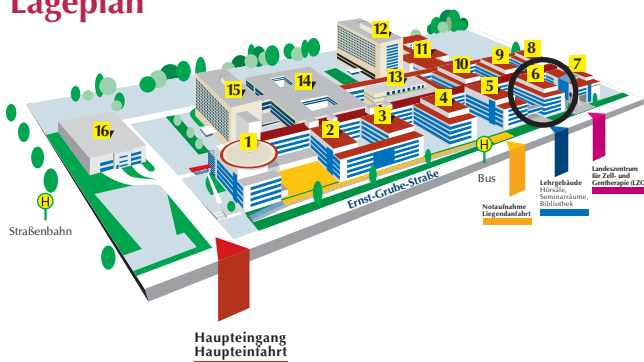 Lageplan
12
11
8
9
7
10
6
13
14
5
15
4
3
2
16
1
H
Straßenbahn
H
Bus
Ernst-Grube-Straße
Notaufnahme
Liegendanfahrt
Lehrgebäude
Hörsäle,
Seminarräume,
Bibliothek
Landeszentrum
für Zell- und
Gentherapie (LZG)
Haupteingang
Haupteinfahrt